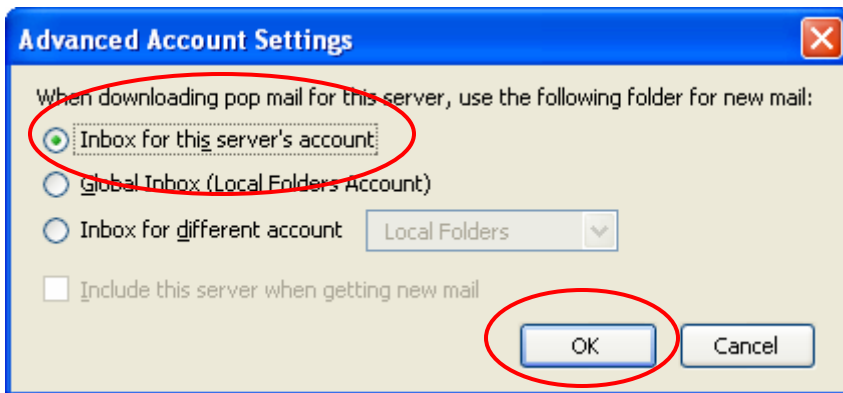 Advanced Account Settings
When downloading pop mail for this server, use the following folder for new mail:
Inbox for this server's account
Global Inbox (Local Folders Account)
Inbox for different account Local Folders
Include this server when getting new mail
OK Cancel